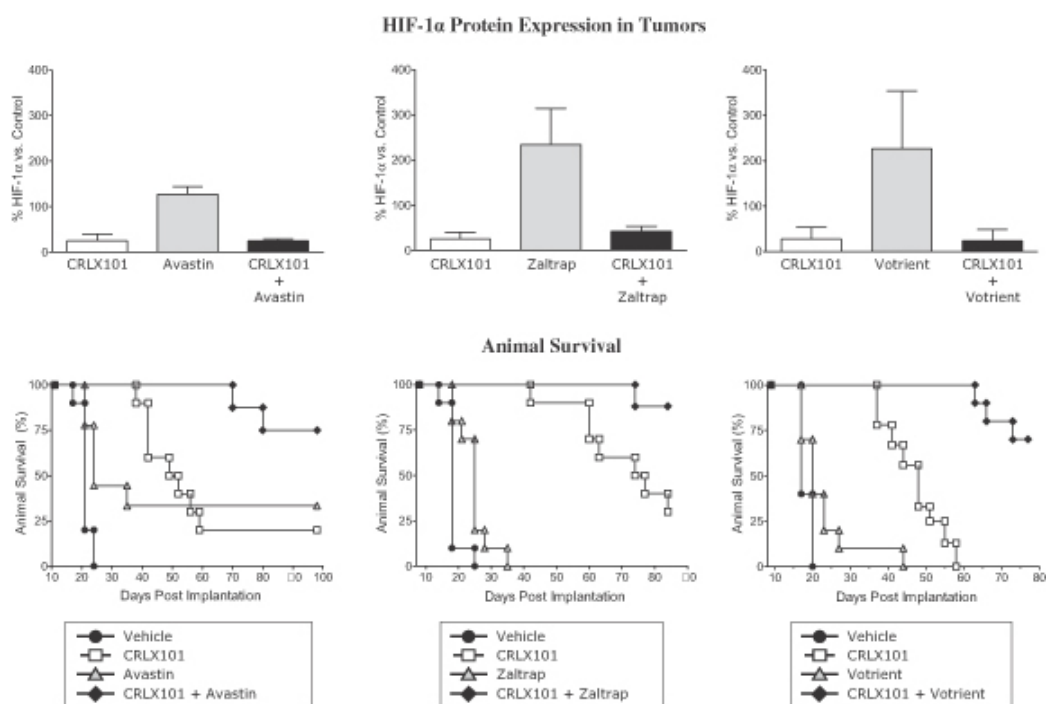 HIF-1α Protein Expression in Tumors
% HIF-1α vs. Control
400
300
200
100
0
CRLX101
Avastin
CRLX101
+
Avastin
% HIF-1α vs. Control
400
300
200
100
0
CRLX101
Zaltrap
CRLX101
+
Zaltrap
% HIF-1α vs. Control
400
300
200
100
0
CRLX101
Votrient
CRLX101
+
Votrient
Animal Survival
Animal Survival (%)
100
75
50
25
0
10 20 30 40 50 60 70 80 □0 100
Days Post Implantation
Animal Survival (%)
100
75
50
25
0
10 20 30 40 50 60 70 80 □0
Days Post Implantation
Animal Survival (%)
100
75
50
25
0
10 20 30 40 50 60 70 80
Days Post Implantation
Vehicle
CRLX101
Avastin
CRLX101 + Avastin
Vehicle
CRLX101
Zaltrap
CRLX101 + Zaltrap
Vehicle
CRLX101
Votrient
CRLX101 + Votrient